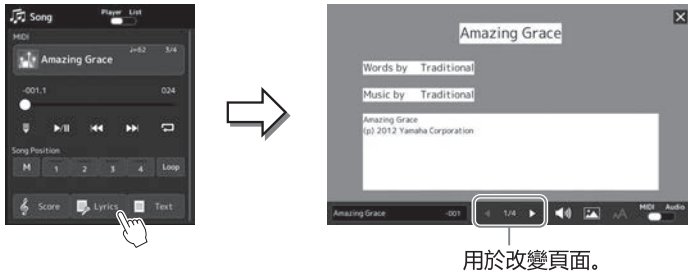 Song
Player List
MIDI
Amazing Grace
♩=62 3/4
-001.1 024
Song Position
M 1 2 3 4 Loop
Score Lyrics Text
Amazing Grace
Words by Traditional
Music by Traditional
Amazing Grace
(p) 2012 Yamaha Corporation
Amazing Grace -001 1/4 A MIDI Audio
用於改變頁面。